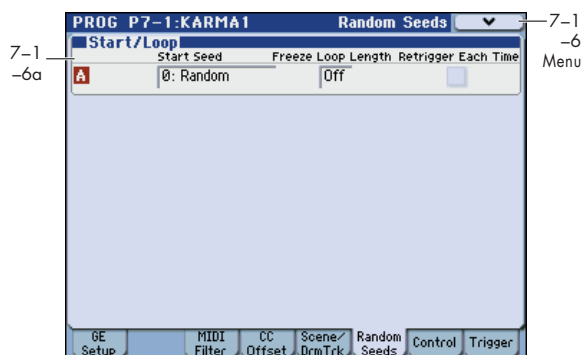 PROG P7-1:KARMA1 Random Seeds
7–1
–6
Menu
Start/Loop
7–1
–6a
Start Seed Freeze Loop Length Retrigger Each Time
A 0: Random Off
GE Setup
MIDI Filter
CC Offset
Scene/ DrmTrk
Random Seeds
Control
Trigger